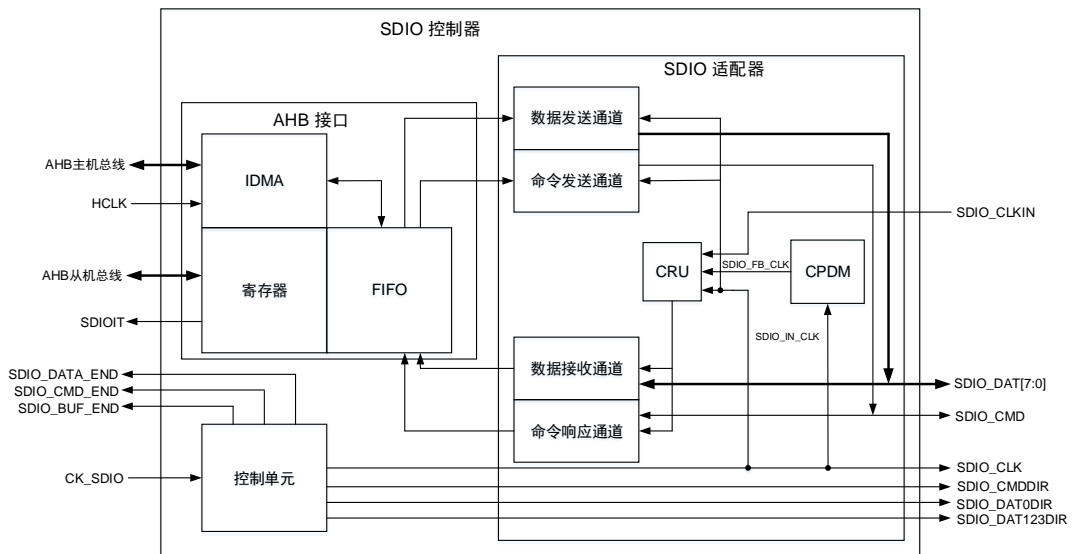 SDIO 控制器
SDIO 适配器
AHB 接口
数据发送通道
AHB主机总线
IDMA
命令发送通道
HCLK
SDIO_CLKIN
AHB从机总线
寄存器
FIFO
CRU
SDIO_FB_CLK
CPDM
SDIOIT
SDIO_IN_CLK
数据接收通道
SDIO_DATA_END
SDIO_DAT[7:0]
SDIO_CMD_END
SDIO_BUF_END
命令响应通道
SDIO_CMD
CK_SDIO
控制单元
SDIO_CLK
SDIO_CMDDIR
SDIO_DAT0DIR
SDIO_DAT123DIR